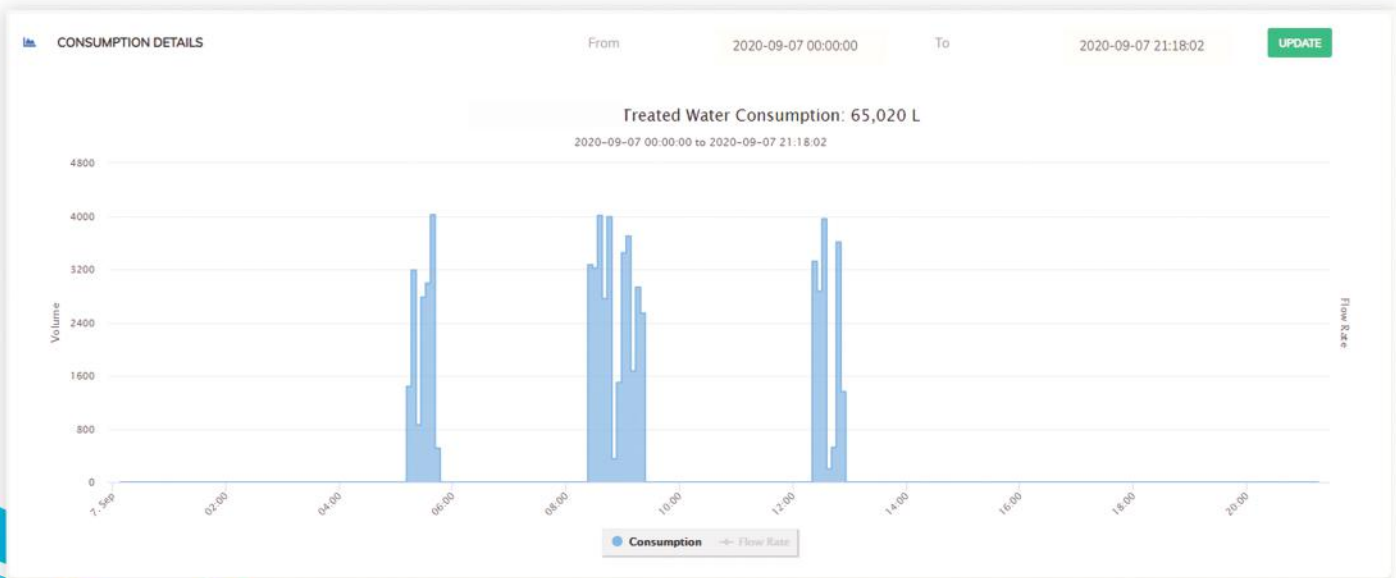 CONSUMPTION DETAILS From 2020-09-07 00:00:00 To 2020-09-07 21:18:02 UPDATE
Treated Water Consumption: 65,020 L
2020-09-07 00:00:00 to 2020-09-07 21:18:02
4800
4000
3200
2400
1600
800
0
Volume
Flow Rate
7. Sep 02:00 04:00 06:00 08:00 10:00 12:00 14:00 16:00 18:00 20:00
Consumption Flow Rate